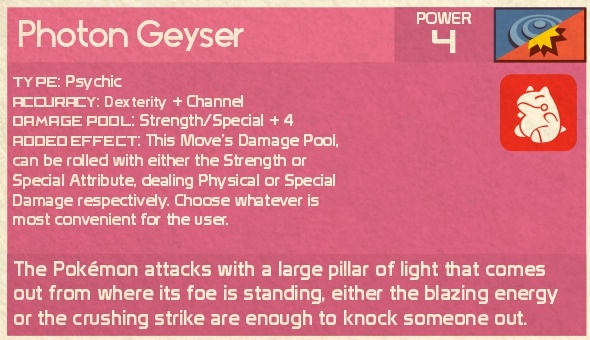 Photon Geyser
POWER
4
TYPE: Psychic
ACCURACY: Dexterity + Channel
DAMAGE POOL: Strength/Special + 4
ADDED EFFECT: This Move's Damage Pool,
can be rolled with either the Strength or
Special Attribute, dealing Physical or Special
Damage respectively. Choose whatever is
most convenient for the user.
The Pokémon attacks with a large pillar of light that comes
out from where its foe is standing, either the blazing energy
or the crushing strike are enough to knock someone out.